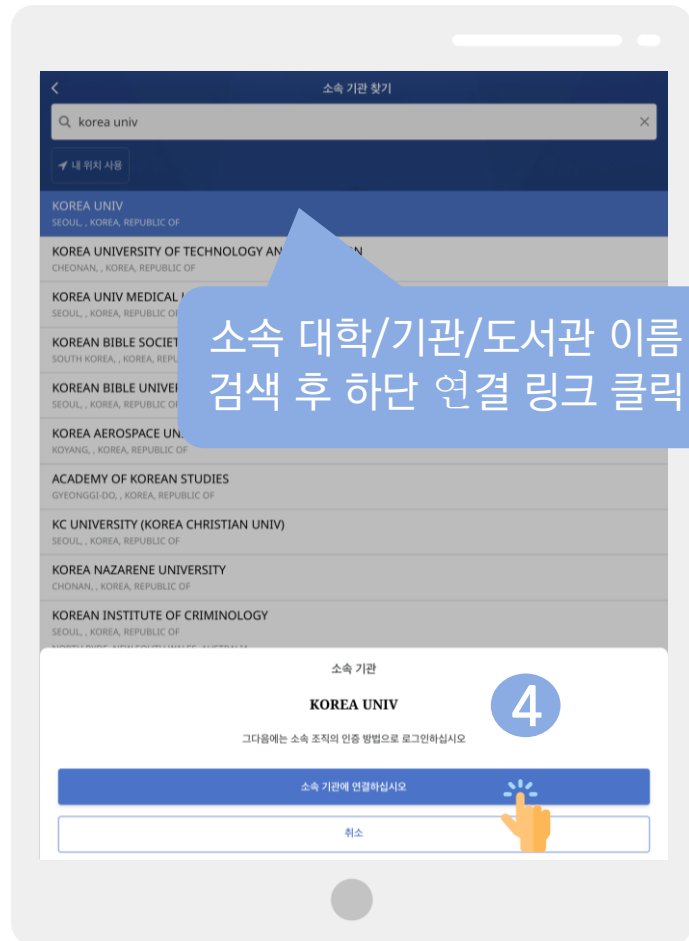 소속 기관 찾기
korea univ
내 위치 사용
KOREA UNIV
SEOUL, , KOREA, REPUBLIC OF
KOREA UNIVERSITY OF TECHNOLOGY AN N
CHEONAN, , KOREA, REPUBLIC OF
KOREA UNIV MEDICAL
SEOUL, , KOREA, REPUBLIC OF
소속 대학/기관/도서관 이름
검색 후 하단 연결 링크 클릭
KOREAN BIBLE SOCIET
SOUTH KOREA, , KOREA, REPU
KOREAN BIBLE UNIVER
SEOUL, , KOREA, REPUBLIC OF
KOREA AEROSPACE UN
KOYANG, , KOREA, REPUBLIC OF
ACADEMY OF KOREAN STUDIES
GYEONGGI-DO, , KOREA, REPUBLIC OF
KC UNIVERSITY (KOREA CHRISTIAN UNIV)
SEOUL, , KOREA, REPUBLIC OF
KOREA NAZARENE UNIVERSITY
CHONAN, , KOREA, REPUBLIC OF
KOREAN INSTITUTE OF CRIMINOLOGY
SEOUL, , KOREA, REPUBLIC OF
소속 기관
KOREA UNIV
4
그다음에는 소속 조직의 인증 방법으로 로그인하십시오
소속 기관에 연결하십시오
취소